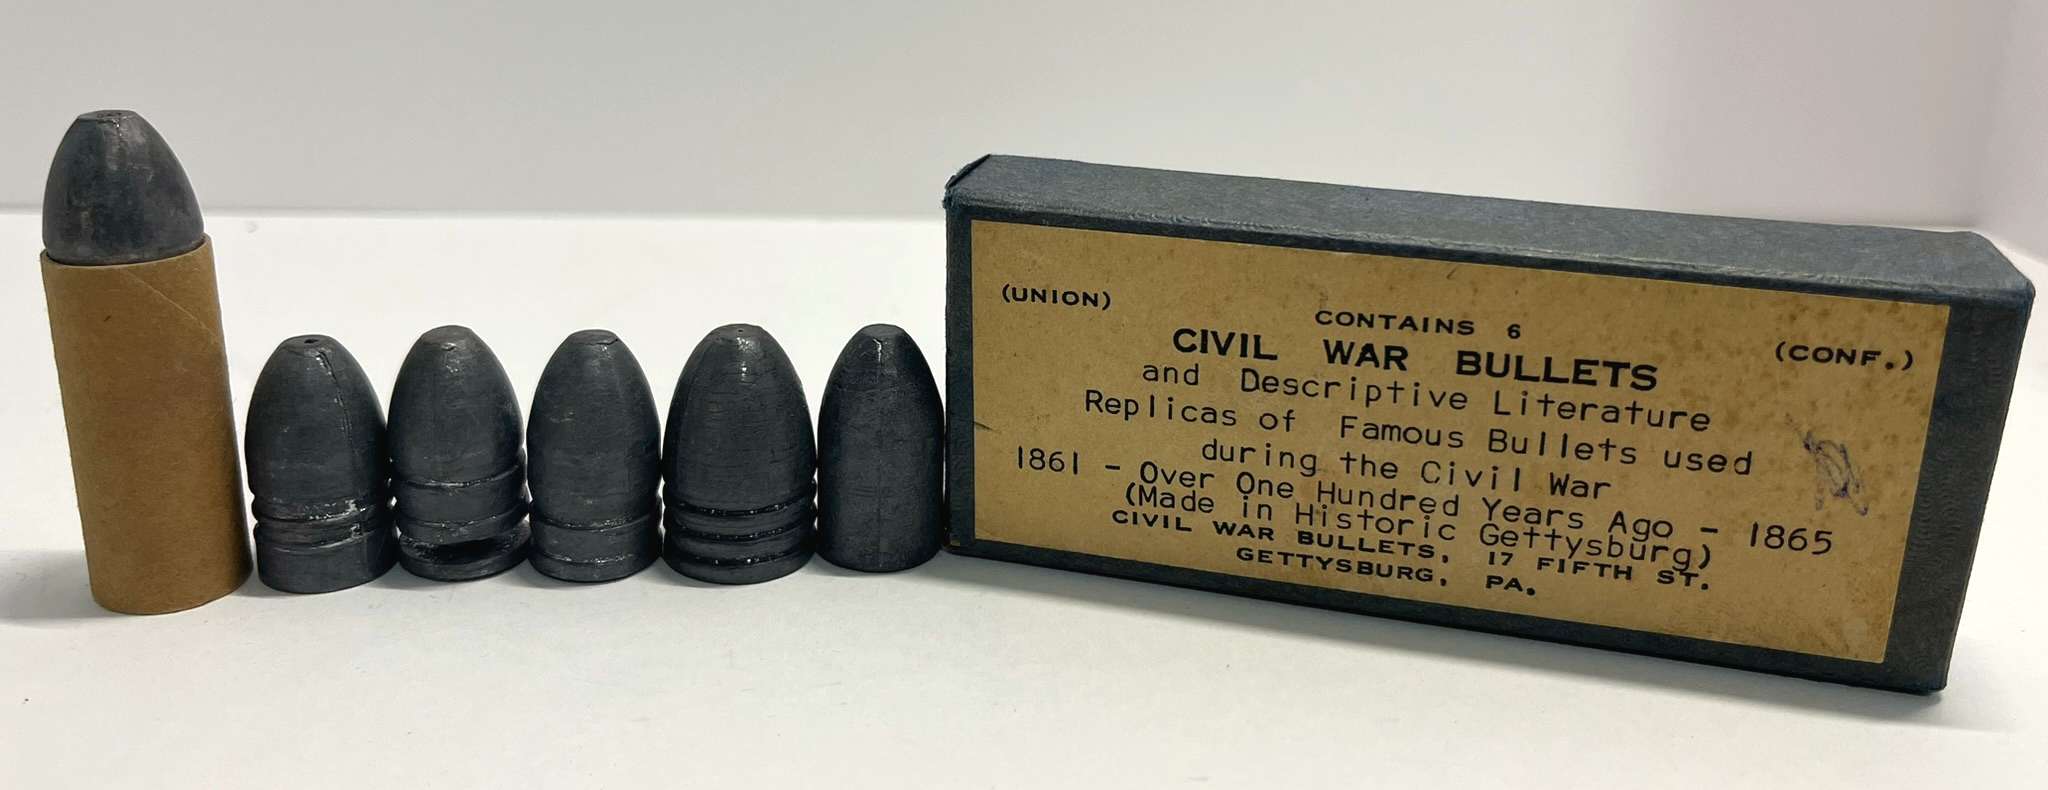 (UNION)
CONTAINS 6
(CONF.)
CIVIL WAR BULLETS
and Descriptive Literature
Replicas of Famous Bullets used
during the Civil War
1861 - Over One Hundred Years Ago - 1865
(Made in Historic Gettysburg)
CIVIL WAR BULLETS, 17 FIFTH ST.
GETTYSBURG, PA.